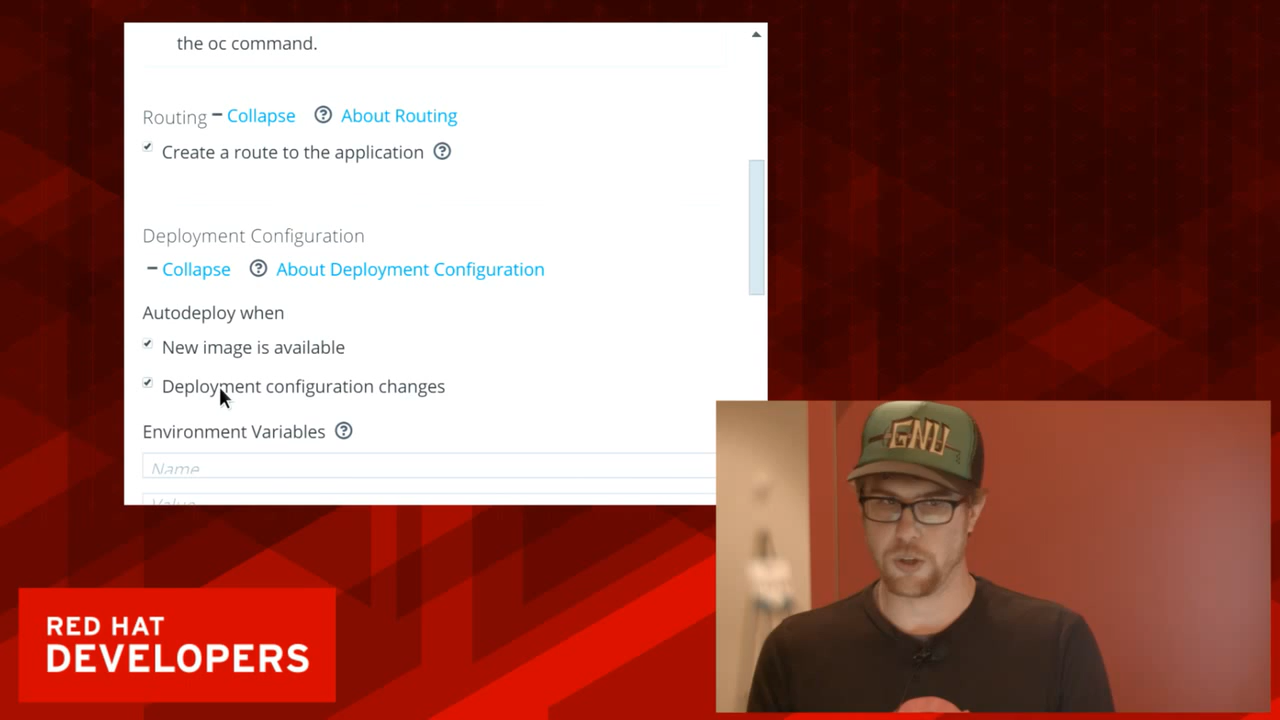 the oc command.
Routing Collapse About Routing
Create a route to the application
Deployment Configuration
Collapse About Deployment Configuration
Autodeploy when
New image is available
Deployment configuration changes
Environment Variables
Name
Value
GNU
RED HAT
DEVELOPERS